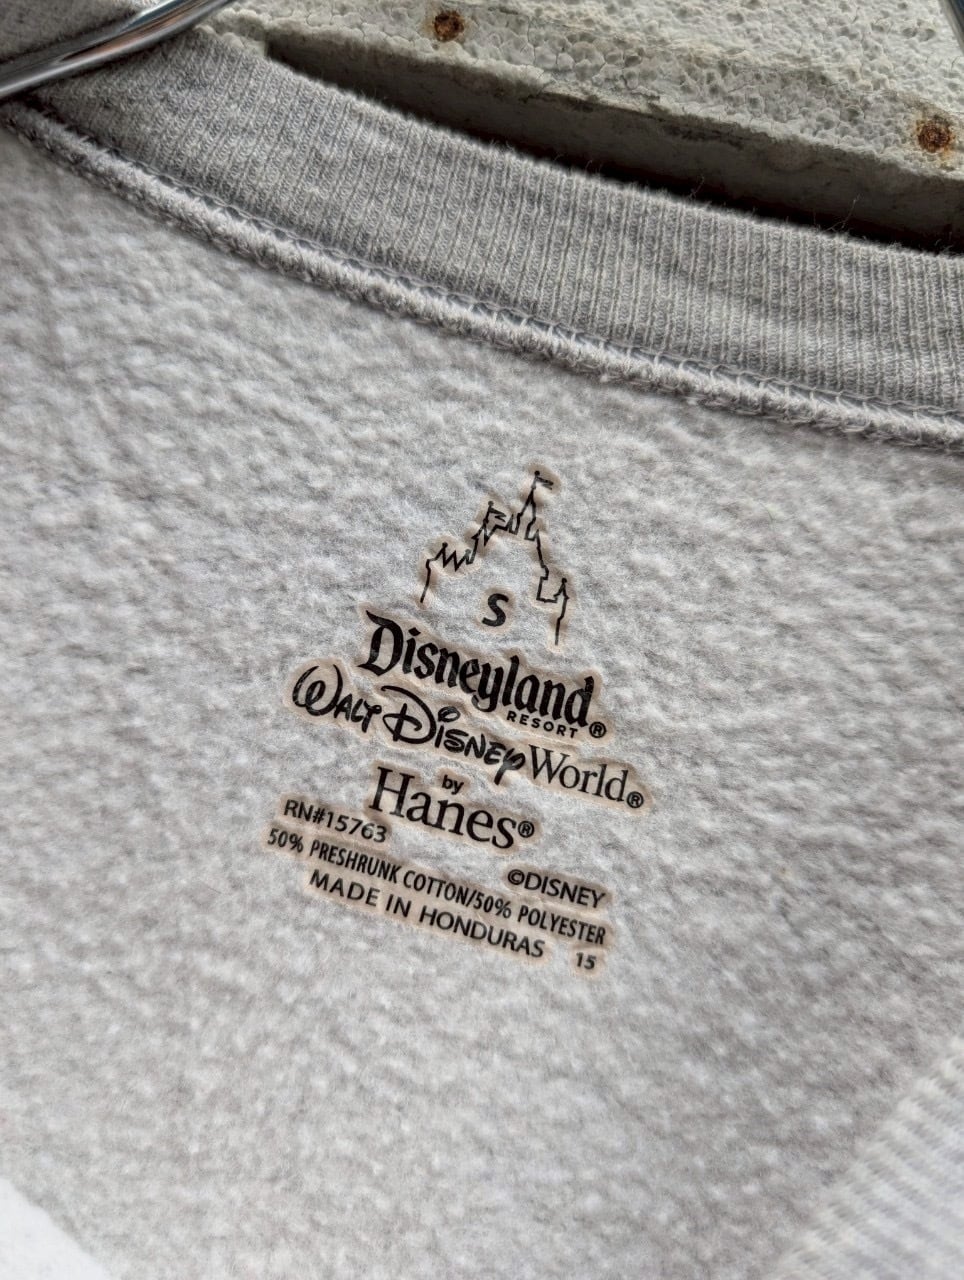 S
Disneyland
RESORT®
WALT DISNEY World®
by
Hanes®
RN#15763
©DISNEY
50% PRESHRUNK COTTON/50% POLYESTER
MADE IN HONDURAS 15